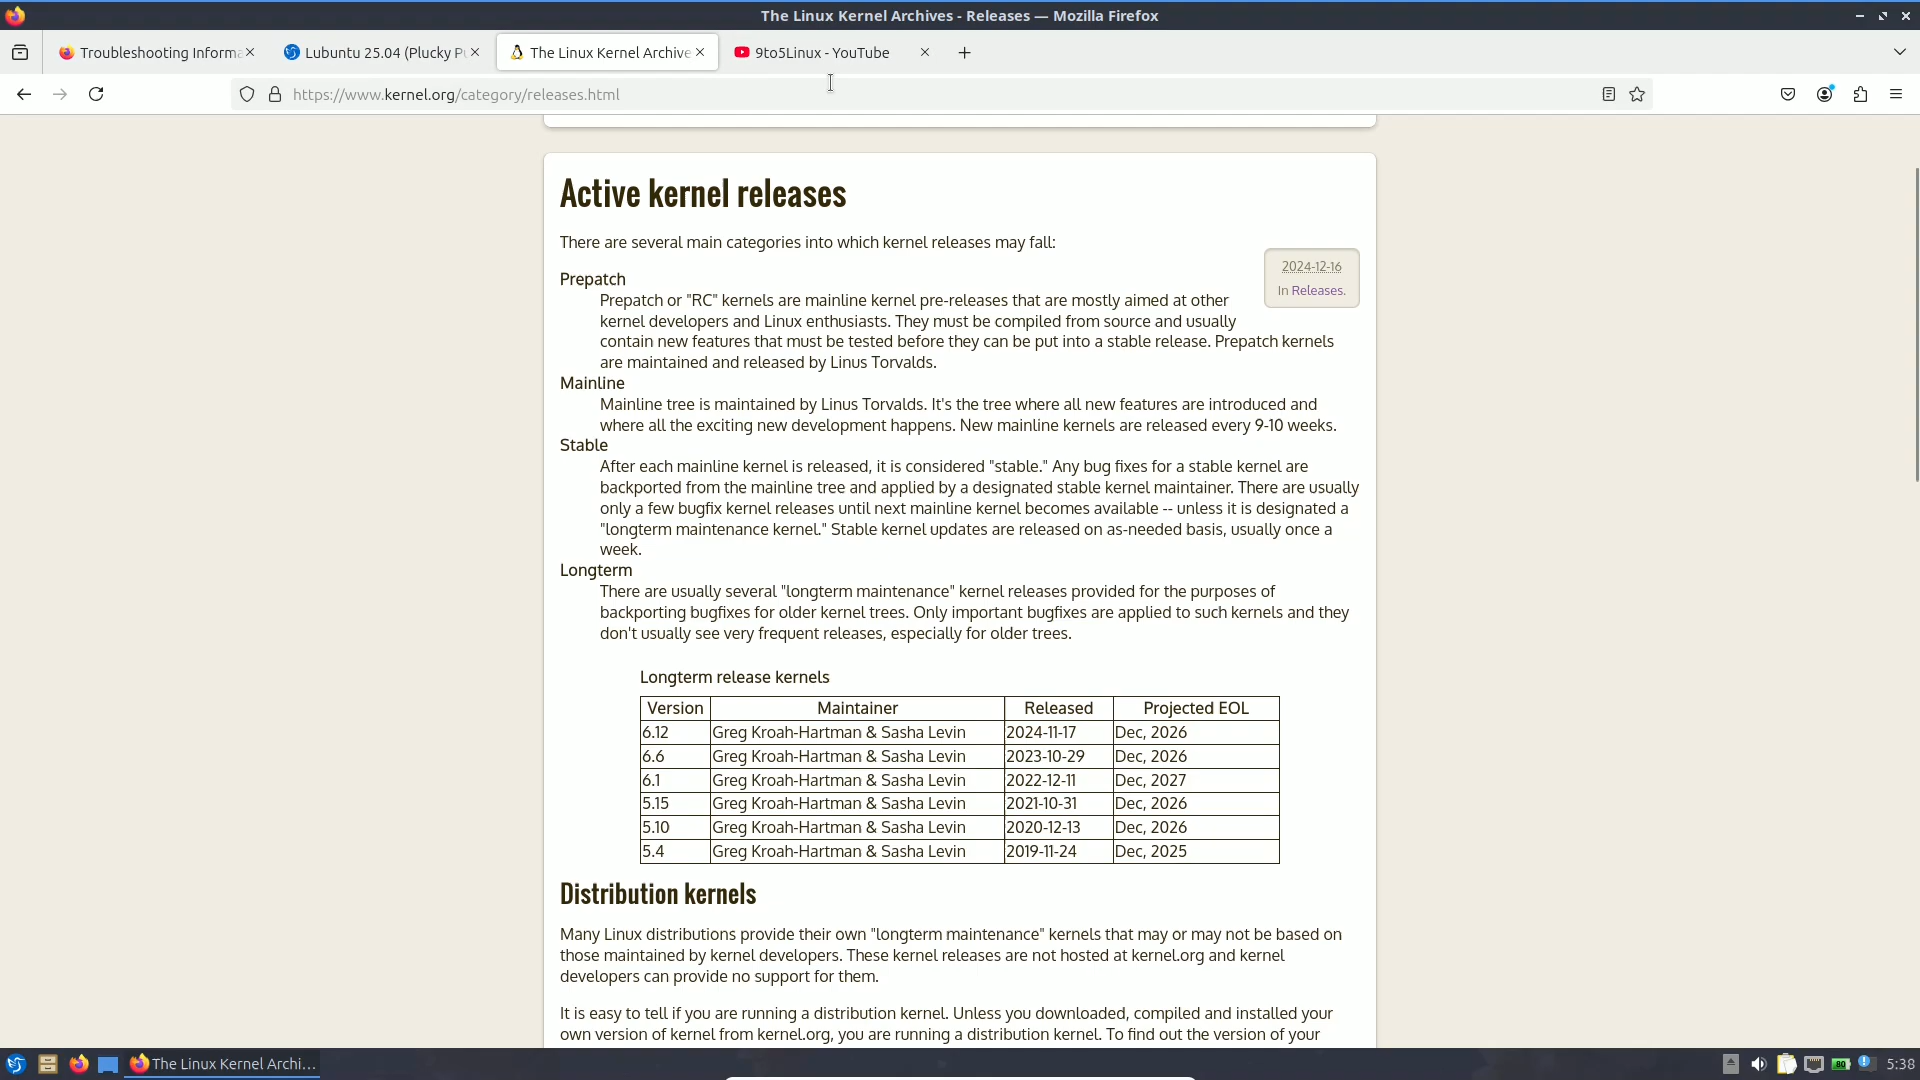 The Linux Kernel Archives - Releases — Mozilla Firefox
Troubleshooting Informa
Lubuntu 25.04 (Plucky Pu
The Linux Kernel Archive
9to5Linux - YouTube
https://www.kernel.org/category/releases.html
Active kernel releases
There are several main categories into which kernel releases may fall:
2024-12-16
In Releases.
Prepatch
Prepatch or "RC" kernels are mainline kernel pre-releases that are mostly aimed at other
kernel developers and Linux enthusiasts. They must be compiled from source and usually
contain new features that must be tested before they can be put into a stable release. Prepatch kernels
are maintained and released by Linus Torvalds.
Mainline
Mainline tree is maintained by Linus Torvalds. It's the tree where all new features are introduced and
where all the exciting new development happens. New mainline kernels are released every 9-10 weeks.
Stable
After each mainline kernel is released, it is considered "stable." Any bug fixes for a stable kernel are
backported from the mainline tree and applied by a designated stable kernel maintainer. There are usually
only a few bugfix kernel releases until next mainline kernel becomes available -- unless it is designated a
"longterm maintenance kernel." Stable kernel updates are released on as-needed basis, usually once a
week.
Longterm
There are usually several "longterm maintenance" kernel releases provided for the purposes of
backporting bugfixes for older kernel trees. Only important bugfixes are applied to such kernels and they
don't usually see very frequent releases, especially for older trees.
Longterm release kernels
Version Maintainer Released Projected EOL
6.12 Greg Kroah-Hartman & Sasha Levin 2024-11-17 Dec, 2026
6.6 Greg Kroah-Hartman & Sasha Levin 2023-10-29 Dec, 2026
6.1 Greg Kroah-Hartman & Sasha Levin 2022-12-11 Dec, 2027
5.15 Greg Kroah-Hartman & Sasha Levin 2021-10-31 Dec, 2026
5.10 Greg Kroah-Hartman & Sasha Levin 2020-12-13 Dec, 2026
5.4 Greg Kroah-Hartman & Sasha Levin 2019-11-24 Dec, 2025
Distribution kernels
Many Linux distributions provide their own "longterm maintenance" kernels that may or may not be based on
those maintained by kernel developers. These kernel releases are not hosted at kernel.org and kernel
developers can provide no support for them.
It is easy to tell if you are running a distribution kernel. Unless you downloaded, compiled and installed your
own version of kernel from kernel.org, you are running a distribution kernel. To find out the version of your
The Linux Kernel Archi...
80
5:38